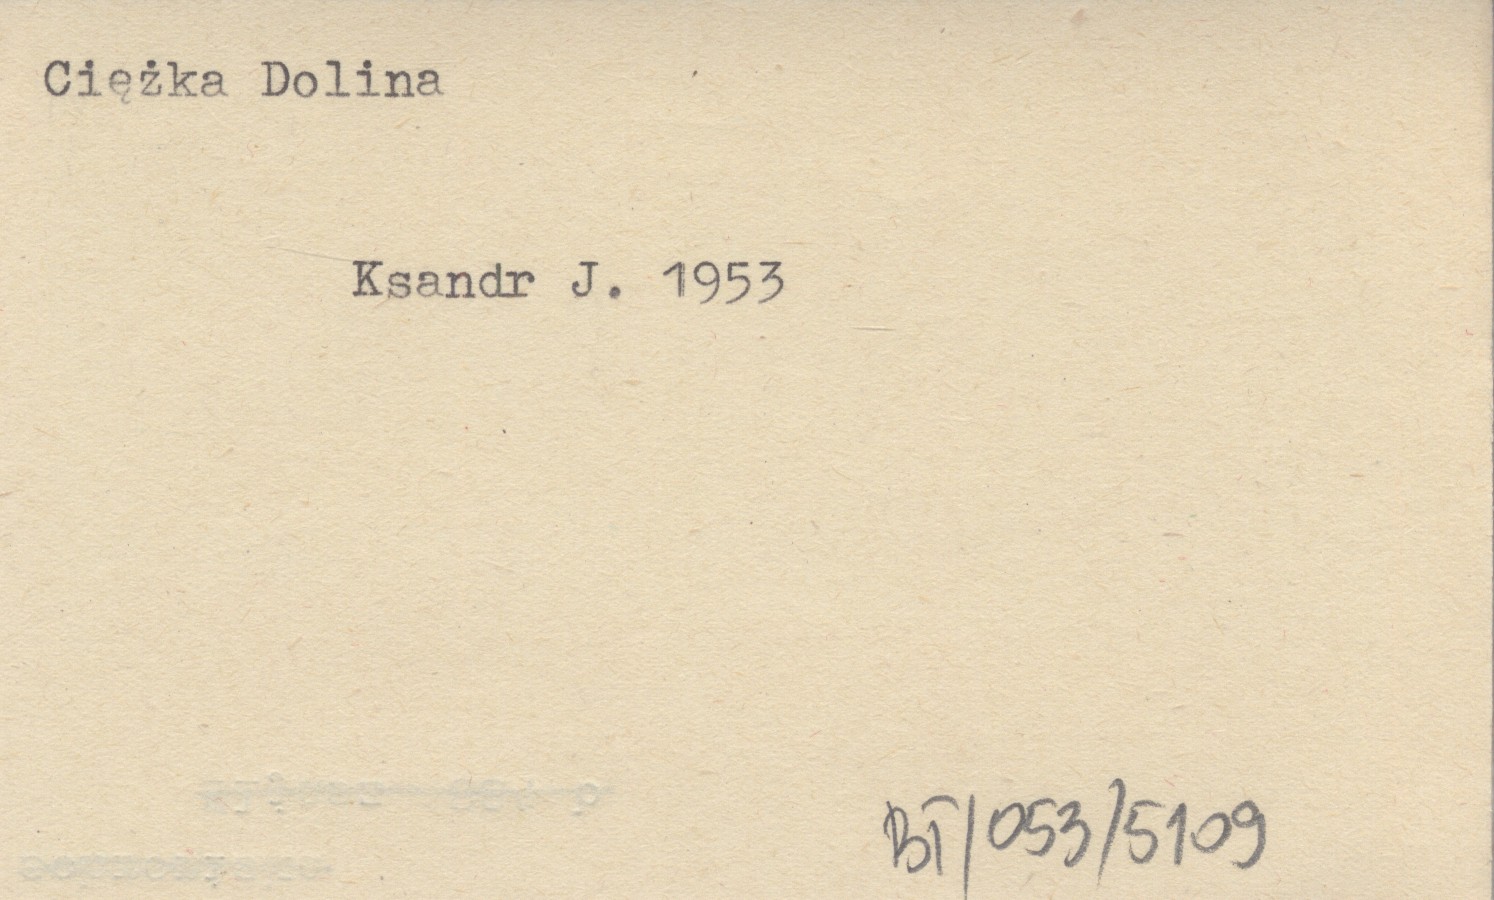 Ciężka Dolina
Ksandr J. 1953
BT/053/5109